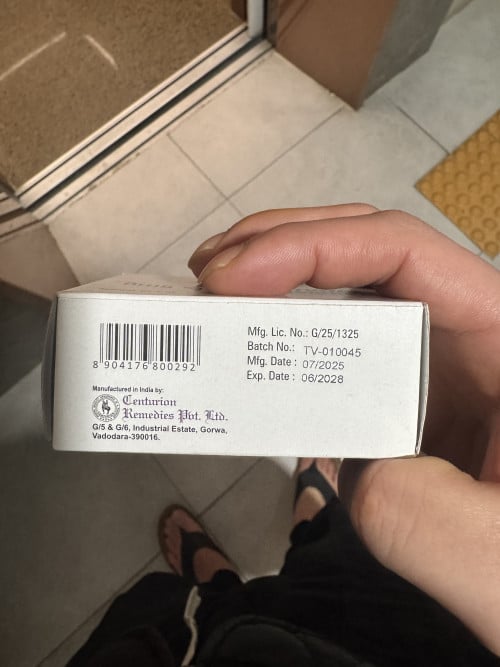 8 904176 800292
Manufactured in India by:
Centurion
Remedies Pvt. Ltd.
G/5 & G/6, Industrial Estate, Gorwa,
Vadodara-390016.
Mfg. Lic. No.: G/25/1325
Batch No.: TV-010045
Mfg. Date : 07/2025
Exp. Date : 06/2028